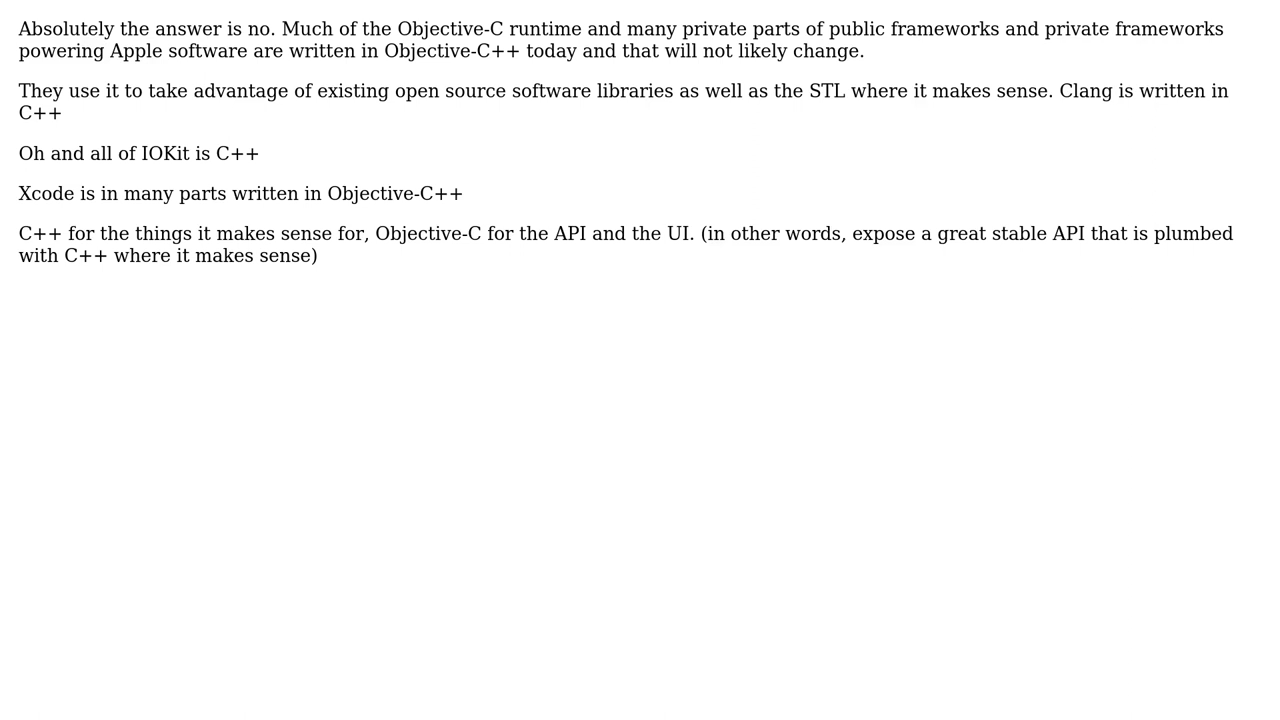 Absolutely the answer is no. Much of the Objective-C runtime and many private parts of public frameworks and private frameworks
powering Apple software are written in Objective-C++ today and that will not likely change.
They use it to take advantage of existing open source software libraries as well as the STL where it makes sense. Clang is written in
C++
Oh and all of IOKit is C++
Xcode is in many parts written in Objective-C++
C++ for the things it makes sense for, Objective-C for the API and the UI. (in other words, expose a great stable API that is plumbed
with C++ where it makes sense)